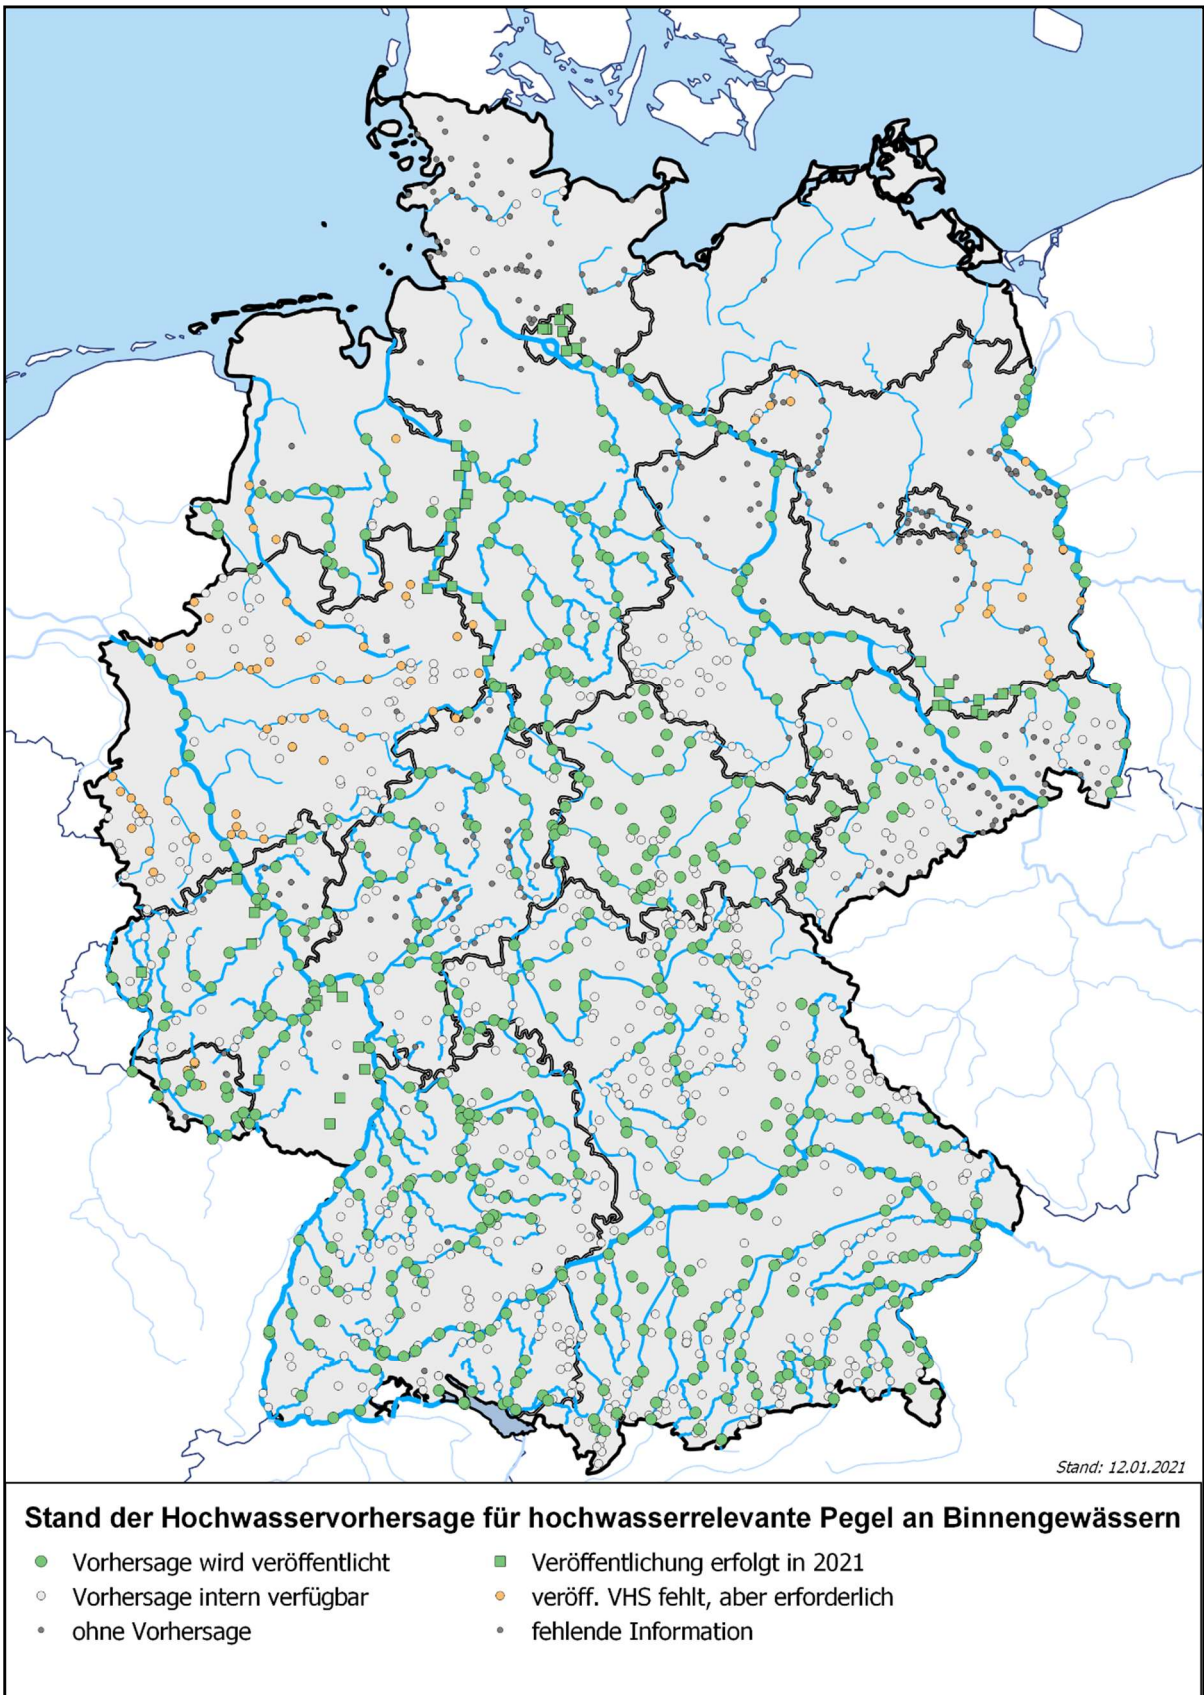 Stand: 12.01.2021
Stand der Hochwasservorhersage für hochwasserrelevante Pegel an Binnengewässern
Vorhersage wird veröffentlicht
Veröffentlichung erfolgt in 2021
Vorhersage intern verfügbar
veröff. VHS fehlt, aber erforderlich
ohne Vorhersage
fehlende Information